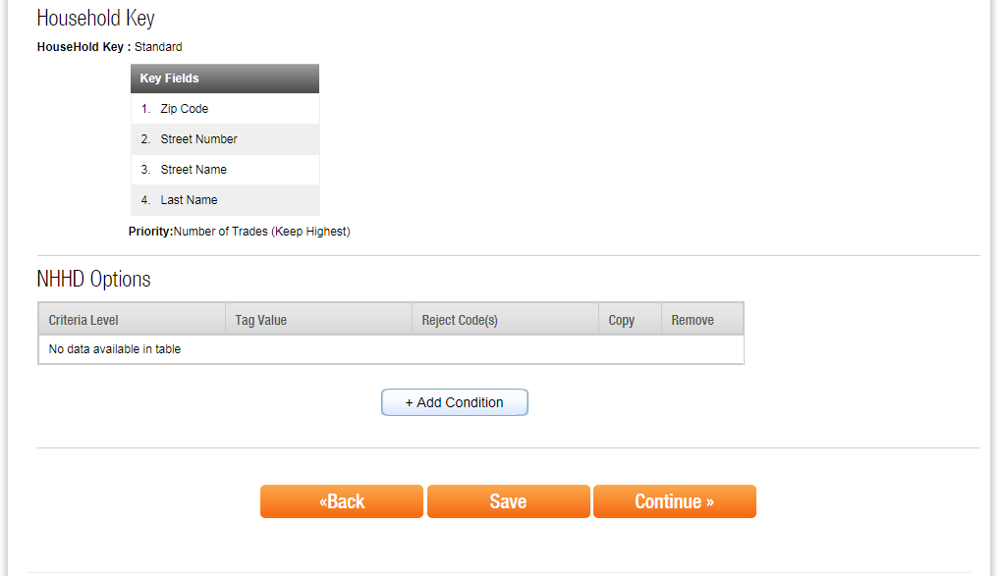 Household Key
HouseHold Key : Standard
Key Fields
1. Zip Code
2. Street Number
3. Street Name
4. Last Name
Priority:Number of Trades (Keep Highest)
NHHD Options
Criteria Level Tag Value Reject Code(s) Copy Remove
No data available in table
+ Add Condition
«Back Save Continue »